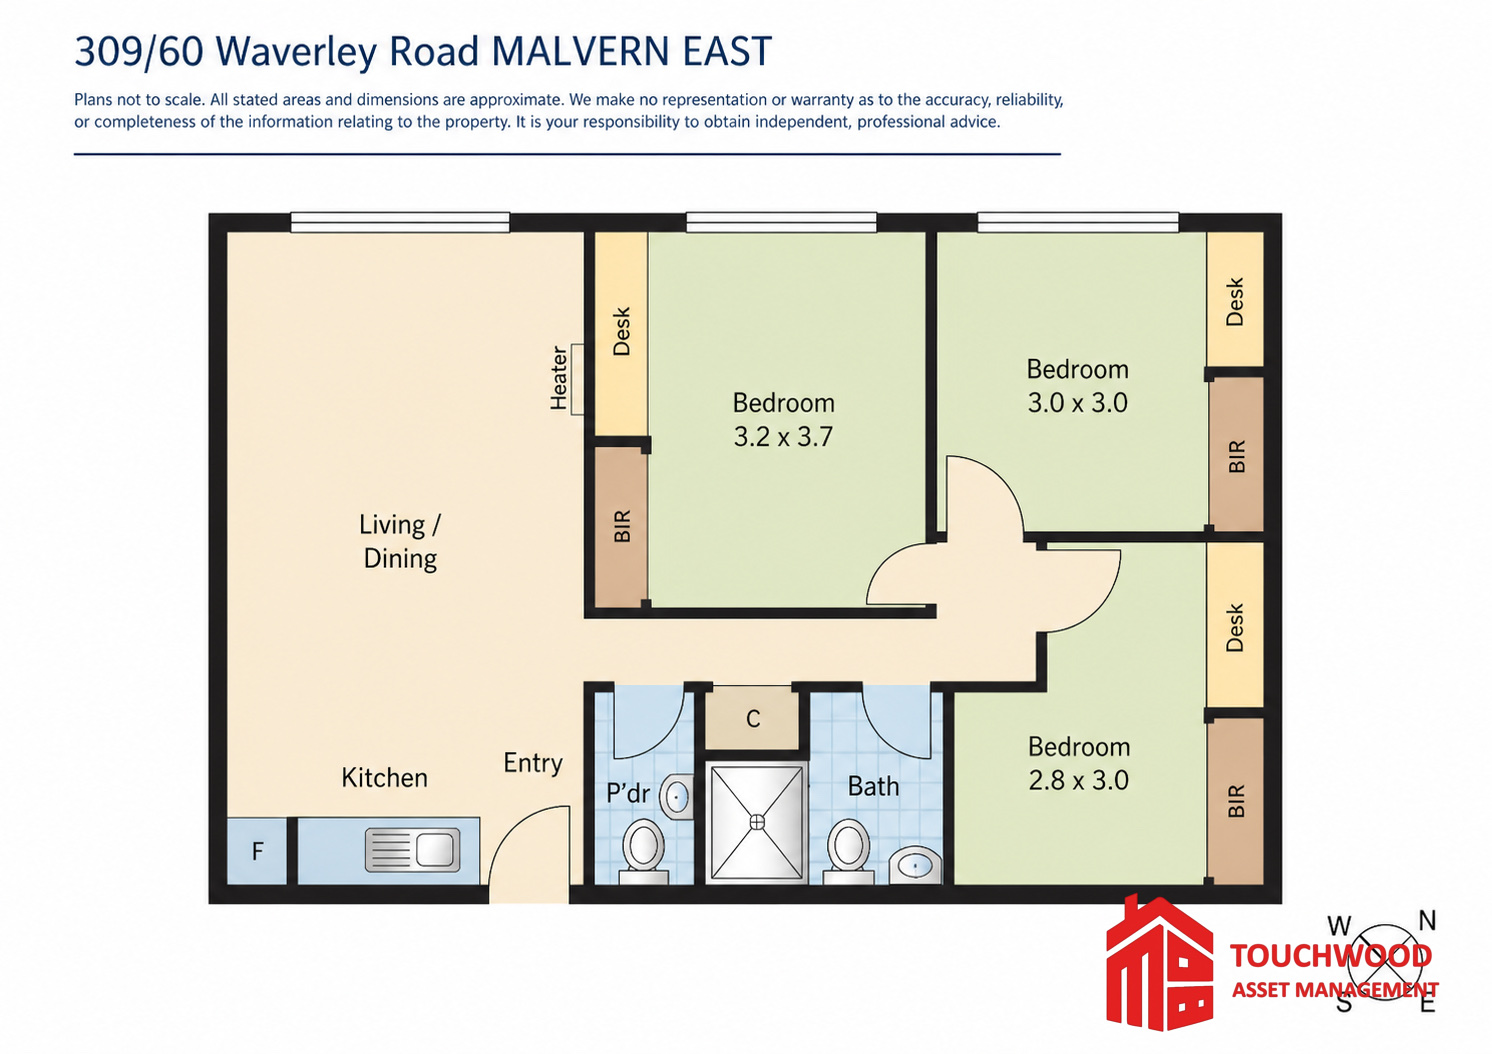 309/60 Waverley Road MALVERN EAST
Plans not to scale. All stated areas and dimensions are approximate. We make no representation or warranty as to the accuracy, reliability,
or completeness of the information relating to the property. It is your responsibility to obtain independent, professional advice.
Desk
Desk
Heater
Bedroom
3.2 x 3.7
Bedroom
3.0 x 3.0
BIR
BIR
Living /
Dining
Desk
C
Entry
Kitchen
P'dr
Bath
Bedroom
2.8 x 3.0
BIR
F
W
N
TOUCHWOOD
ASSET MANAGEMENT
S
E